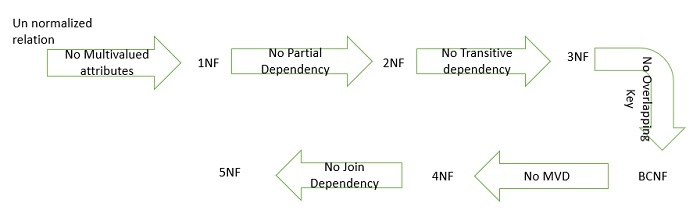 Un normalized
relation
No Multivalued
attributes
1NF
No Partial
Dependency
2NF
No Transitive
dependency
3NF
No Overlapping
Key
BCNF
No MVD
4NF
No Join
Dependency
5NF